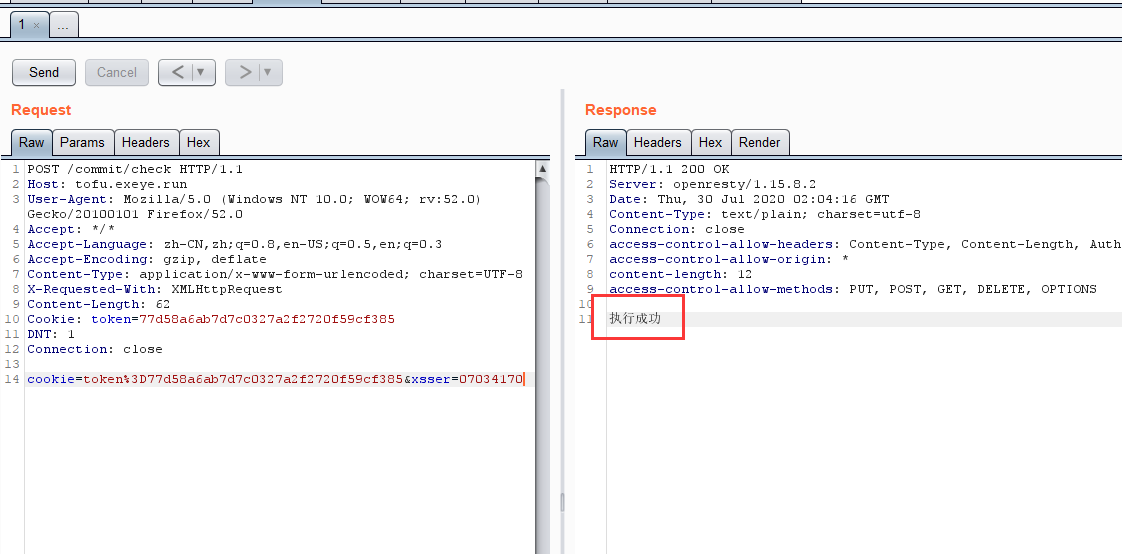 1 × ...
Send Cancel < ▼ > ▼
Request
Raw Params Headers Hex
1 POST /commit/check HTTP/1.1
2 Host: tofu.exeye.run
3 User-Agent: Mozilla/5.0 (Windows NT 10.0; WOW64; rv:52.0)
Gecko/20100101 Firefox/52.0
4 Accept: */*
5 Accept-Language: zh-CN,zh;q=0.8,en-US;q=0.5,en;q=0.3
6 Accept-Encoding: gzip, deflate
7 Content-Type: application/x-www-form-urlencoded; charset=UTF-8
8 X-Requested-With: XMLHttpRequest
9 Content-Length: 62
10 Cookie: token=77d58a6ab7d7c0327a2f2720f59cf385
11 DNT: 1
12 Connection: close
13
14 cookie=token%3D77d58a6ab7d7c0327a2f2720f59cf385&xsser=07034170
Response
Raw Headers Hex Render
1 HTTP/1.1 200 OK
2 Server: openresty/1.15.8.2
3 Date: Thu, 30 Jul 2020 02:04:16 GMT
4 Content-Type: text/plain; charset=utf-8
5 Connection: close
6 access-control-allow-headers: Content-Type, Content-Length, Auth
7 access-control-allow-origin: *
8 content-length: 12
9 access-control-allow-methods: PUT, POST, GET, DELETE, OPTIONS
10
11 执行成功